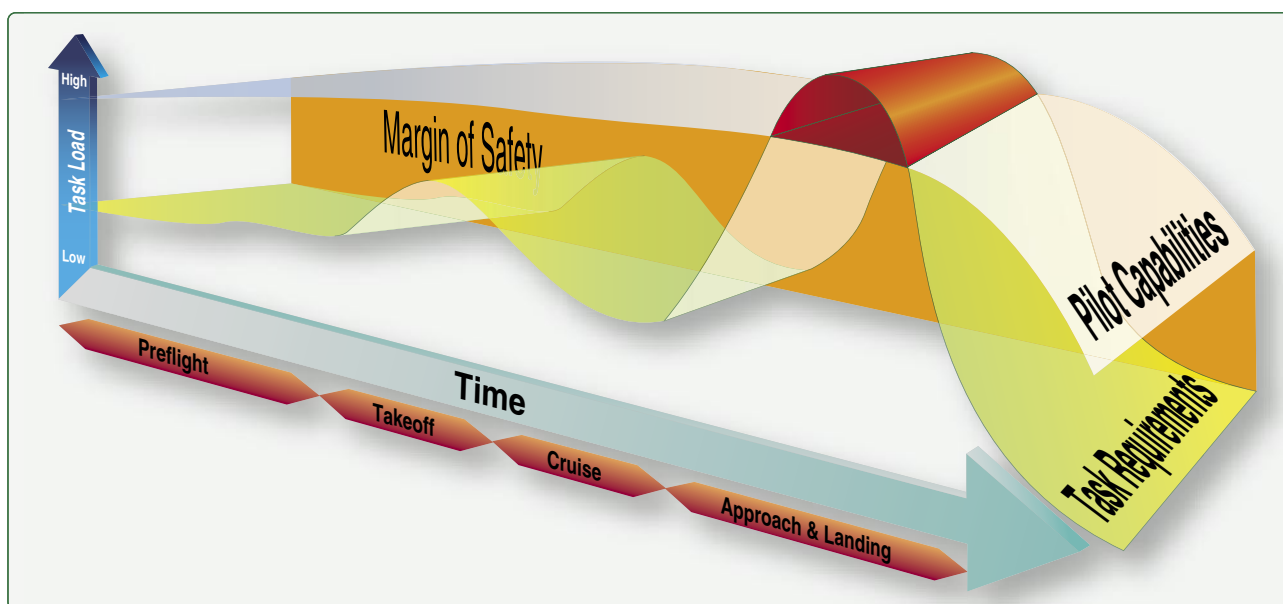 High
Task Load
Low
Margin of Safety
Pilot Capabilities
Task Requirements
Time
Preflight
Takeoff
Cruise
Approach & Landing